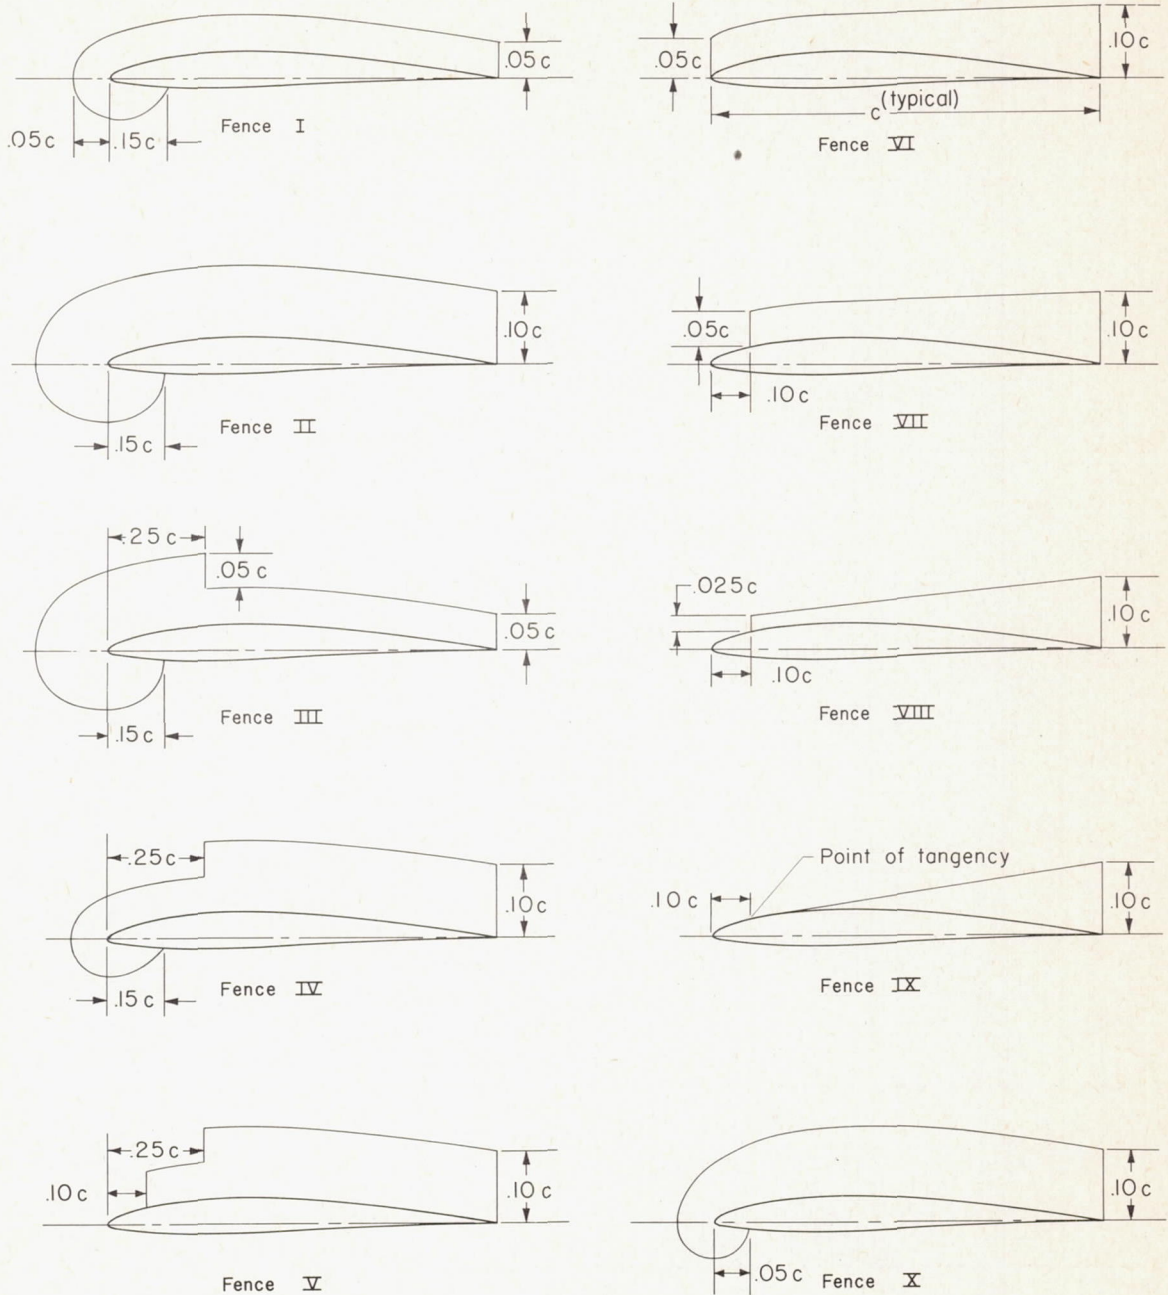 .05c
.05c .15c
Fence I
.05c
.10c
c (typical)
Fence VI
.10c
.15c
Fence II
.05c
.10c
.10c
Fence VII
.25c
.05c
.05c
.15c
Fence III
.025c
.10c
.10c
Fence VIII
.25c
.10c
.15c
Fence IV
Point of tangency
.10c
.10c
Fence IX
.25c
.10c
.10c
Fence V
.10c
.05c
Fence X